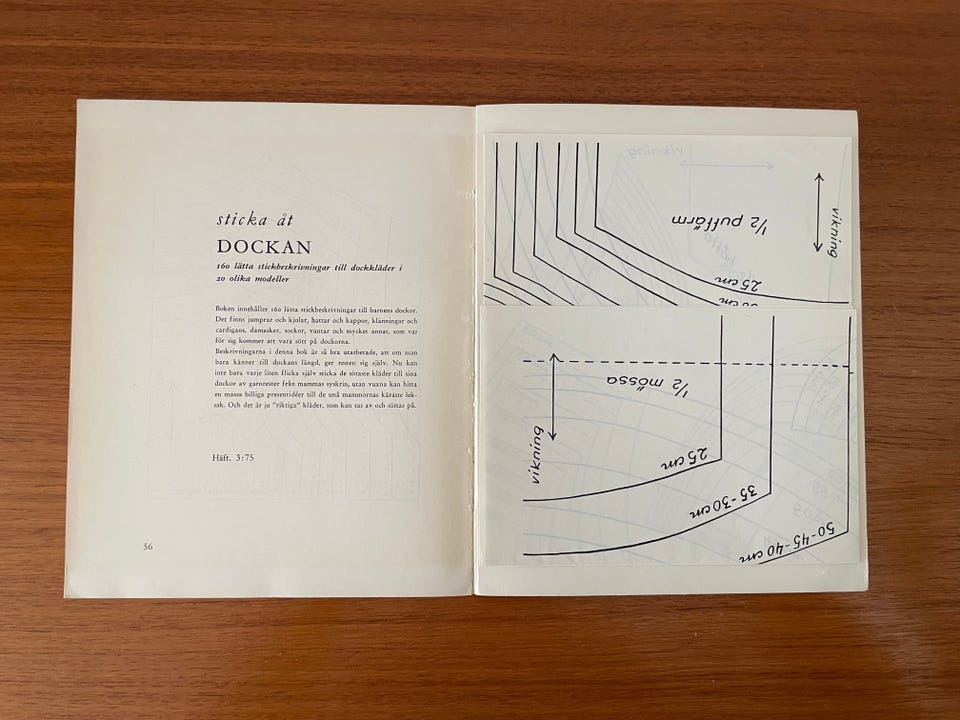 sticka åt
DOCKAN
160 lätta stickbeskrivningar till dockkläder i
20 olika modeller
Boken innehåller 160 lätta stickbeskrivningar till barnens dockor.
Det finns jumprar och kjolar, hattar och kappor, klänningar och
cardigans, damasker, sockor, vantar och mycket annat, som var
för sig kommer att vara sött på dockorna.
Beskrivningarna i denna bok är så bra utarbetade, att om man
bara känner till dockans längd, ger resten sig själv. Nu kan
inte bara varje liten flicka själv sticka de sötaste kläder till sina
dockor av garnrester från mammas syskrin, utan vuxna kan hitta
en massa billiga presentidéer till de små mammornas käraste lek-
sak. Och det är ju "riktiga" kläder, som kan tas av och sättas på.
Häft. 3:75
56
vikning
½ puffärm
vikning
25 cm
cm
½ mössa
vikning
25 cm
35-30 cm
50-45-40 cm